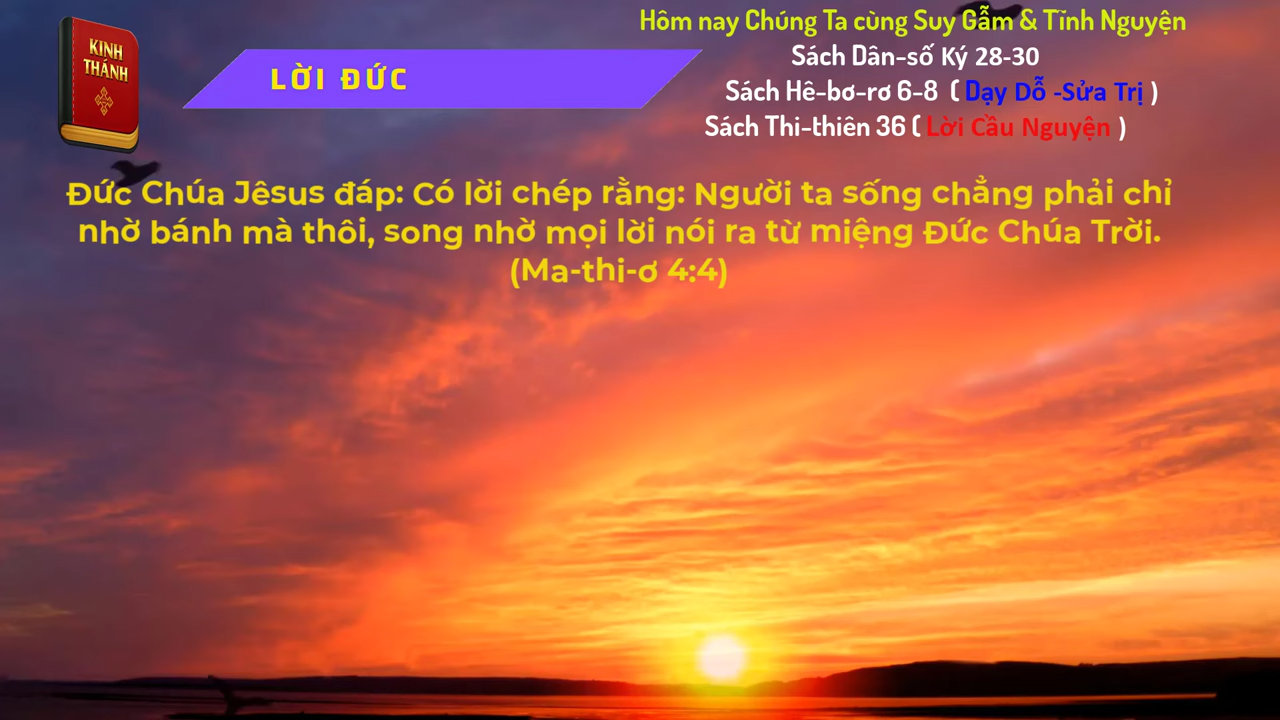 KINH
THÁNH
LỜI ĐỨC
Hôm nay Chúng Ta cùng Suy Gẫm & Tĩnh Nguyện
Sách Dân-số Ký 28-30
Sách Hê-bơ-rơ 6-8 ( Dạy Dỗ -Sửa Trị )
Sách Thi-thiên 36 ( Lời Cầu Nguyện )
Đức Chúa Jêsus đáp: Có lời chép rằng: Người ta sống chẳng phải chỉ
nhờ bánh mà thôi, song nhờ mọi lời nói ra từ miệng Đức Chúa Trời.
(Ma-thi-ơ 4:4)